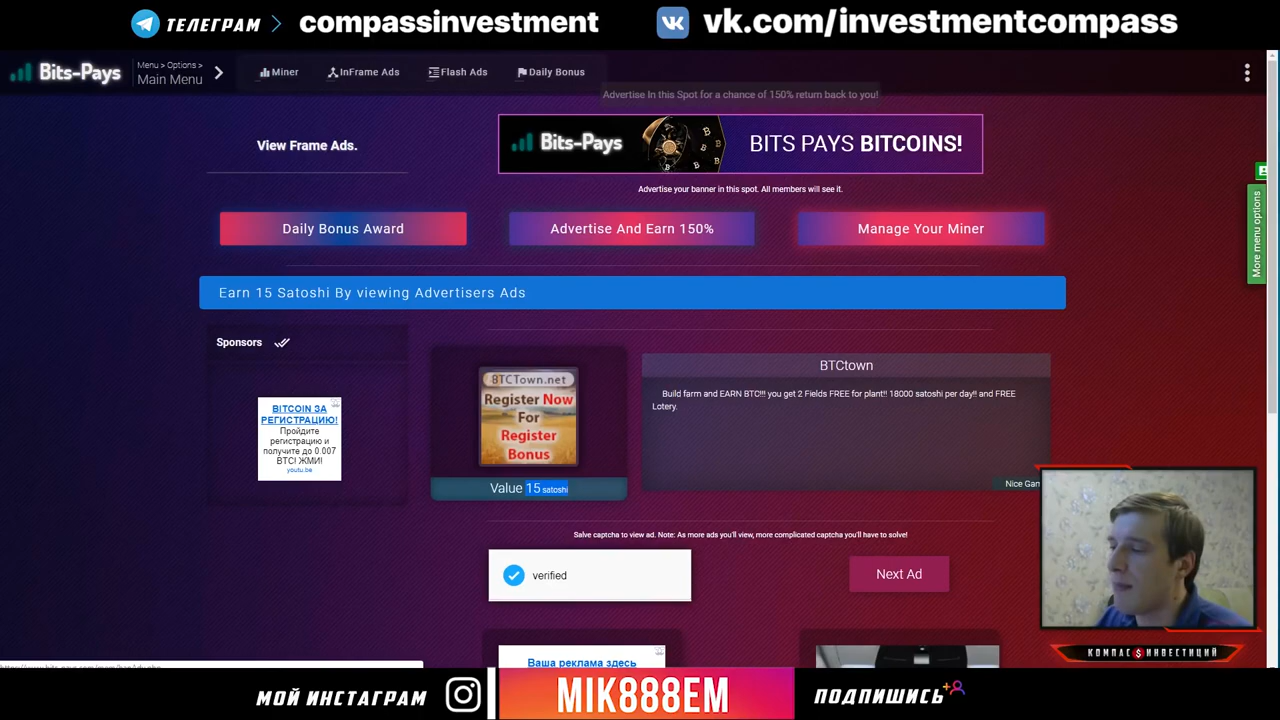 ТЕЛЕГРАМ > compassinvestment
vk.com/investmentcompass
Bits-Pays
Menu > Options >
Main Menu
Miner
InFrame Ads
Flash Ads
Daily Bonus
Advertise In this Spot for a chance of 150% return back to you!
View Frame Ads.
Bits-Pays
BITS PAYS BITCOINS!
Advertise your banner in this spot. All members will see it.
Daily Bonus Award
Advertise And Earn 150%
Manage Your Miner
More menu options
Earn 15 Satoshi By viewing Advertisers Ads
Sponsors
BITCOIN ЗА
РЕГИСТРАЦИЮ!
Пройдите
регистрацию и
получите до 0.007
BTC! ЖМИ!
youtu.be
BTCTown.net
Register Now
For
Register
Bonus
Value 15 satoshi
BTCtown
Build farm and EARN BTC!!! you get 2 Fields FREE for plant!! 18000 satoshi per day!! and FREE
Lotery.
Nice Gam
Salve captcha to view ad. Note: As more ads you'll view, more complicated captcha you'll have to solve!
verified
Next Ad
Ваша реклама здесь
КОМПАС $ ИНВЕСТИЦИЙ
МОЙ ИНСТАГРАМ
MIK888EM
ПОДПИШИСЬ